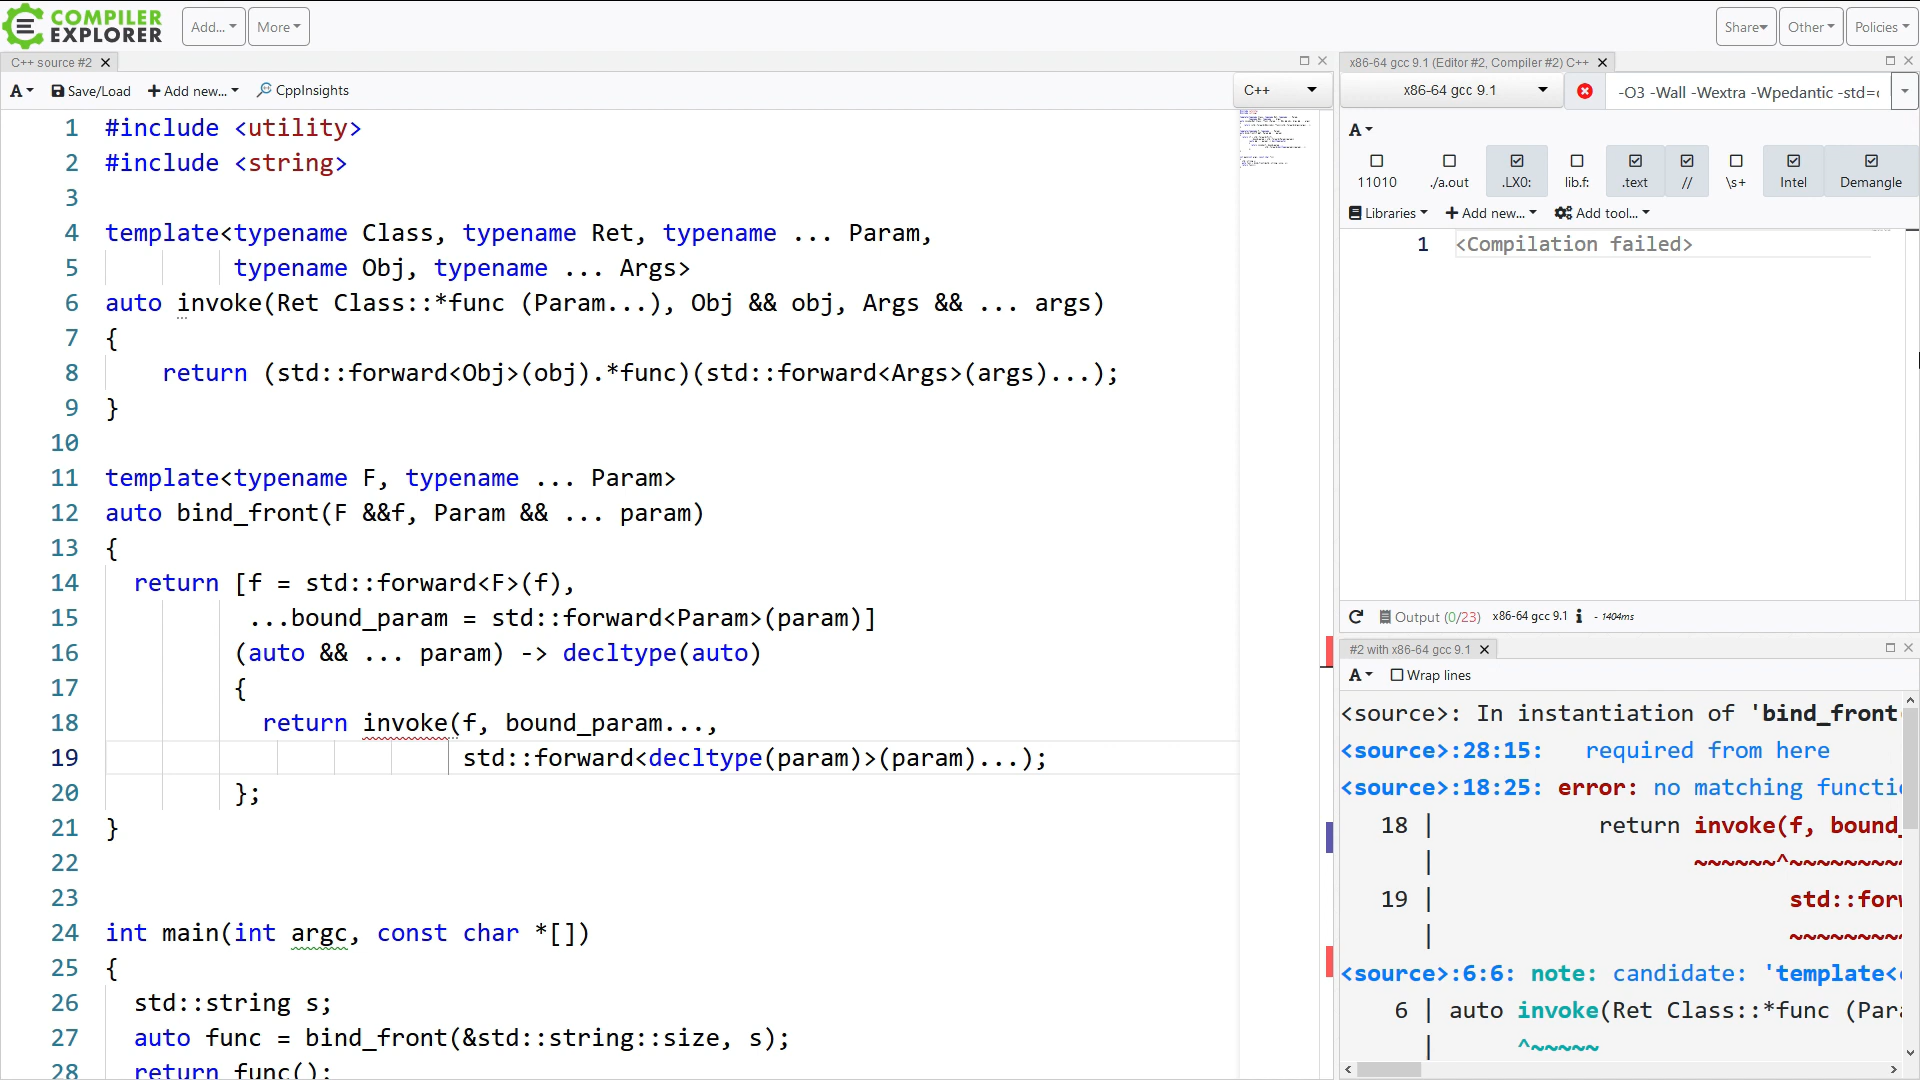 COMPILER
EXPLORER
Add...
More
Share
Other
Policies
C++ source #2
A
Save/Load
Add new...
CppInsights
C++
1 #include <utility>
2 #include <string>
3
4 template<typename Class, typename Ret, typename ... Param,
5 typename Obj, typename ... Args>
6 auto invoke(Ret Class::*func (Param...), Obj && obj, Args && ... args)
7 {
8 return (std::forward<Obj>(obj).*func)(std::forward<Args>(args)...);
9 }
10
11 template<typename F, typename ... Param>
12 auto bind_front(F &&f, Param && ... param)
13 {
14 return [f = std::forward<F>(f),
15 ...bound_param = std::forward<Param>(param)]
16 (auto && ... param) -> decltype(auto)
17 {
18 return invoke(f, bound_param...,
19 std::forward<decltype(param)>(param)...);
20 };
21 }
22
23
24 int main(int argc, const char *[])
25 {
26 std::string s;
27 auto func = bind_front(&std::string::size, s);
28 return func();
x86-64 gcc 9.1 (Editor #2, Compiler #2) C++
x86-64 gcc 9.1
-O3 -Wall -Wextra -Wpedantic -std=c
A
11010
./a.out
.LX0:
lib.f:
.text
//
\s+
Intel
Demangle
Libraries
Add new...
Add tool...
1 <Compilation failed>
Output (0/23) x86-64 gcc 9.1 i - 1404ms
#2 with x86-64 gcc 9.1
A
Wrap lines
<source>: In instantiation of 'bind_front
<source>:28:15: required from here
<source>:18:25: error: no matching functi
18 | return invoke(f, bound_
| ~~~~~~^~~~~~~~~~
19 | std::for
| ~~~~~~~~~
<source>:6:6: note: candidate: 'template<
6 | auto invoke(Ret Class::*func (Par
| ^~~~~~